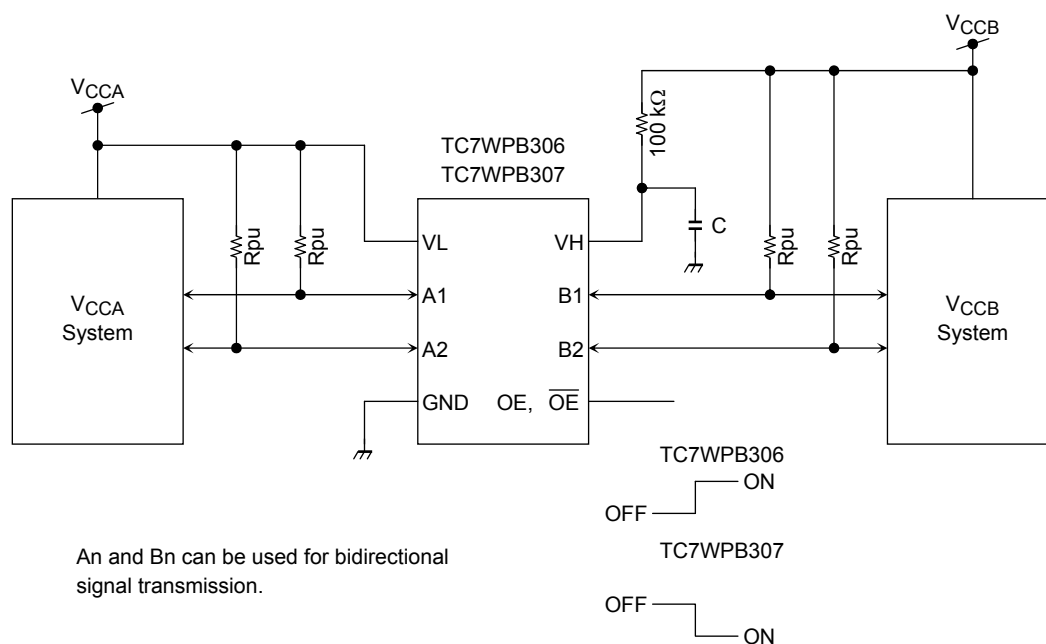 VCCB
VCCA
100 kΩ
TC7WPB306
TC7WPB307
C
VL
VH
Rpu
Rpu
Rpu
Rpu
VCCA
System
A1
B1
VCCB
System
A2
B2
GND
OE, O̅E̅
TC7WPB306
ON
OFF
TC7WPB307
An and Bn can be used for bidirectional
signal transmission.
OFF
ON